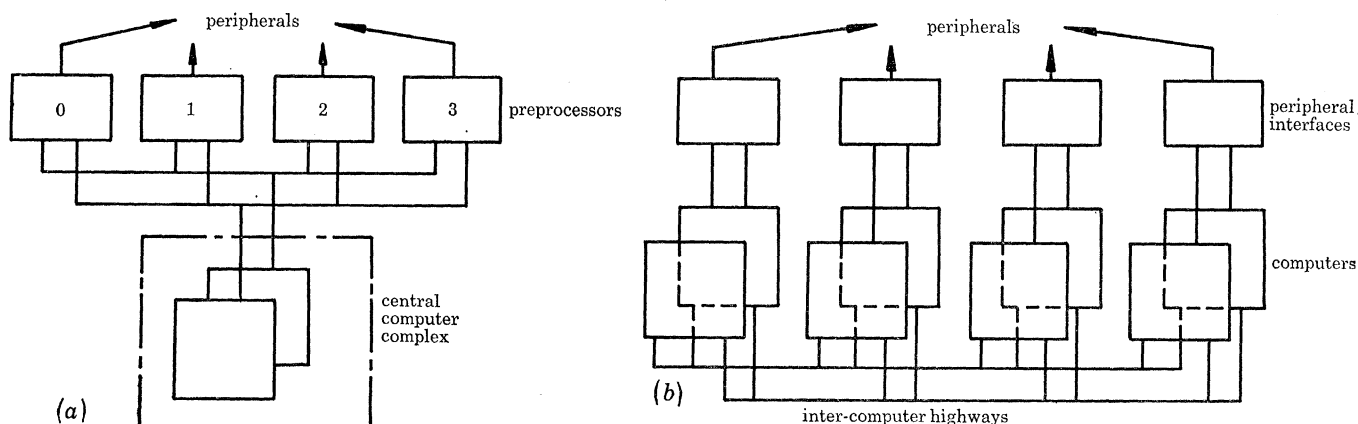 peripherals
0
1
2
3
preprocessors
central
computer
complex
(a)
peripherals
peripheral
interfaces
computers
(b)
inter-computer highways